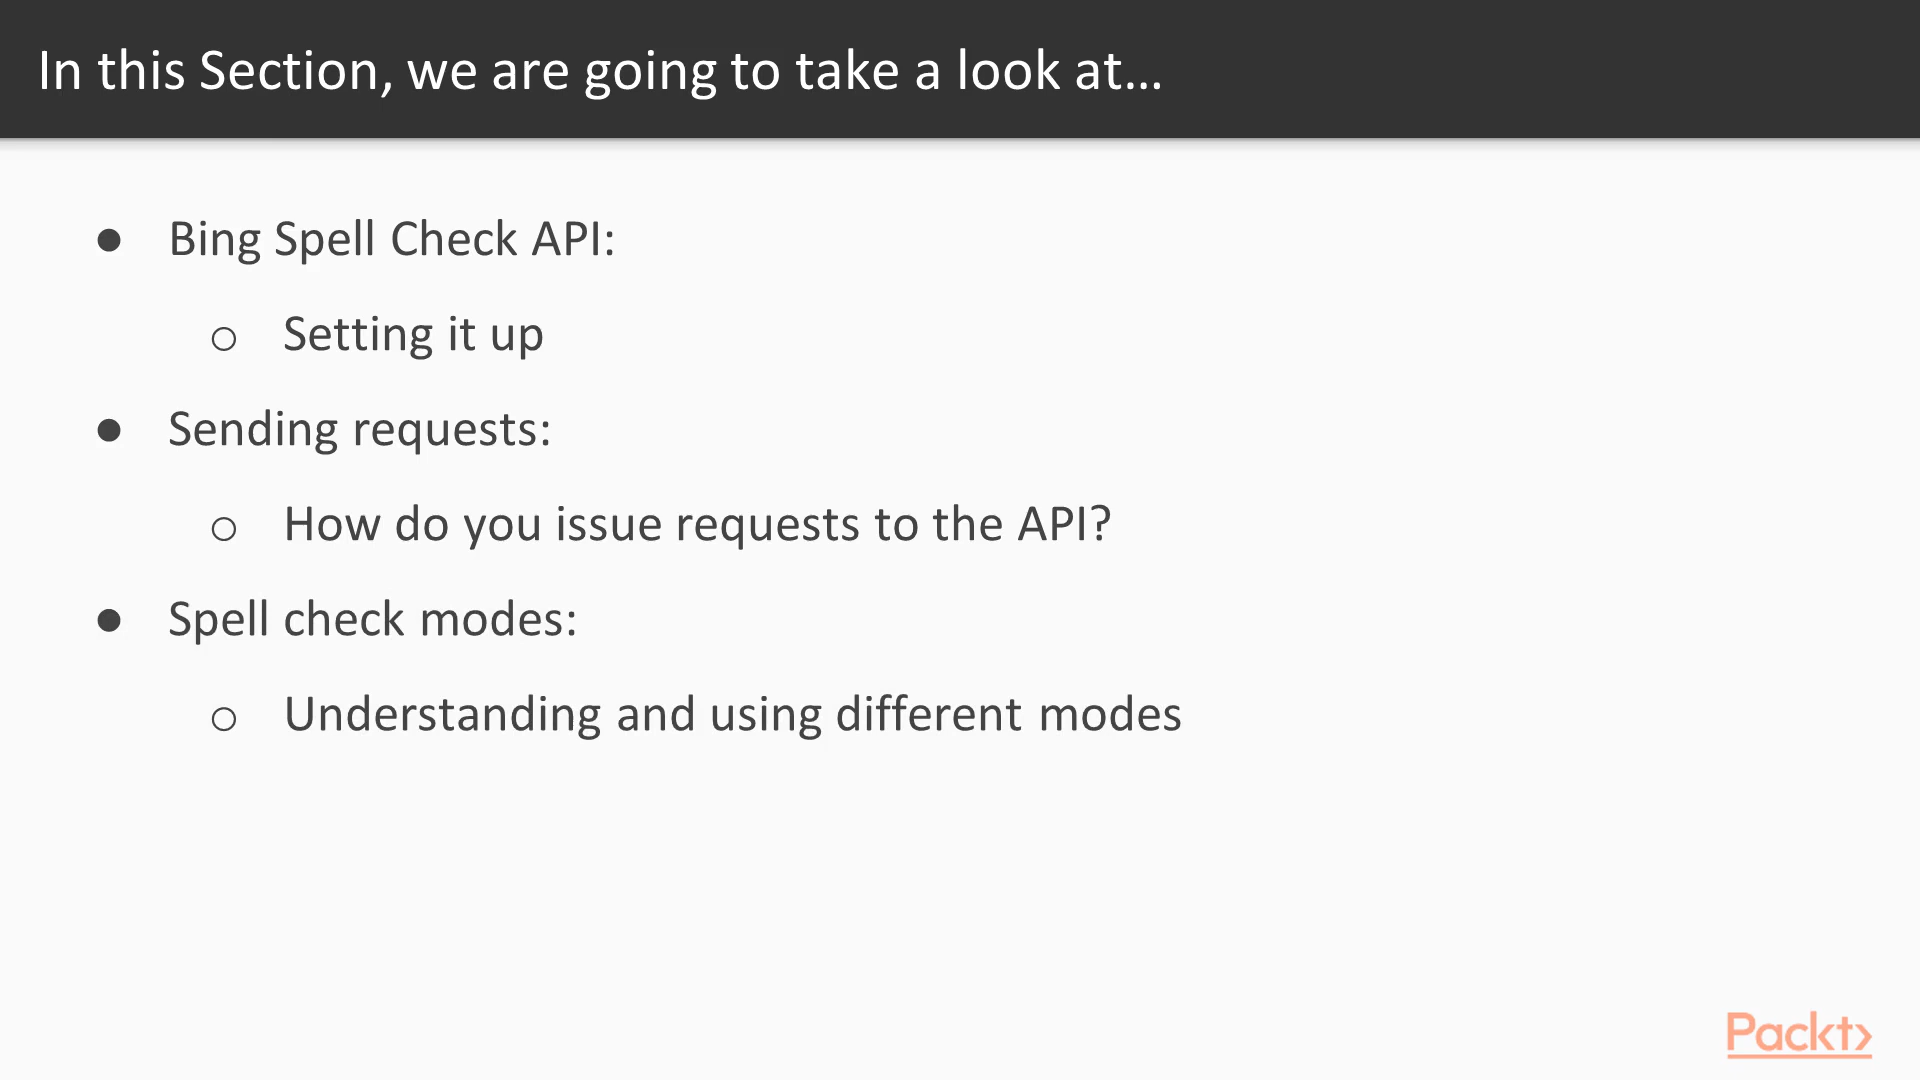 In this Section, we are going to take a look at...
● Bing Spell Check API:
○ Setting it up
● Sending requests:
○ How do you issue requests to the API?
● Spell check modes:
○ Understanding and using different modes
Packt>